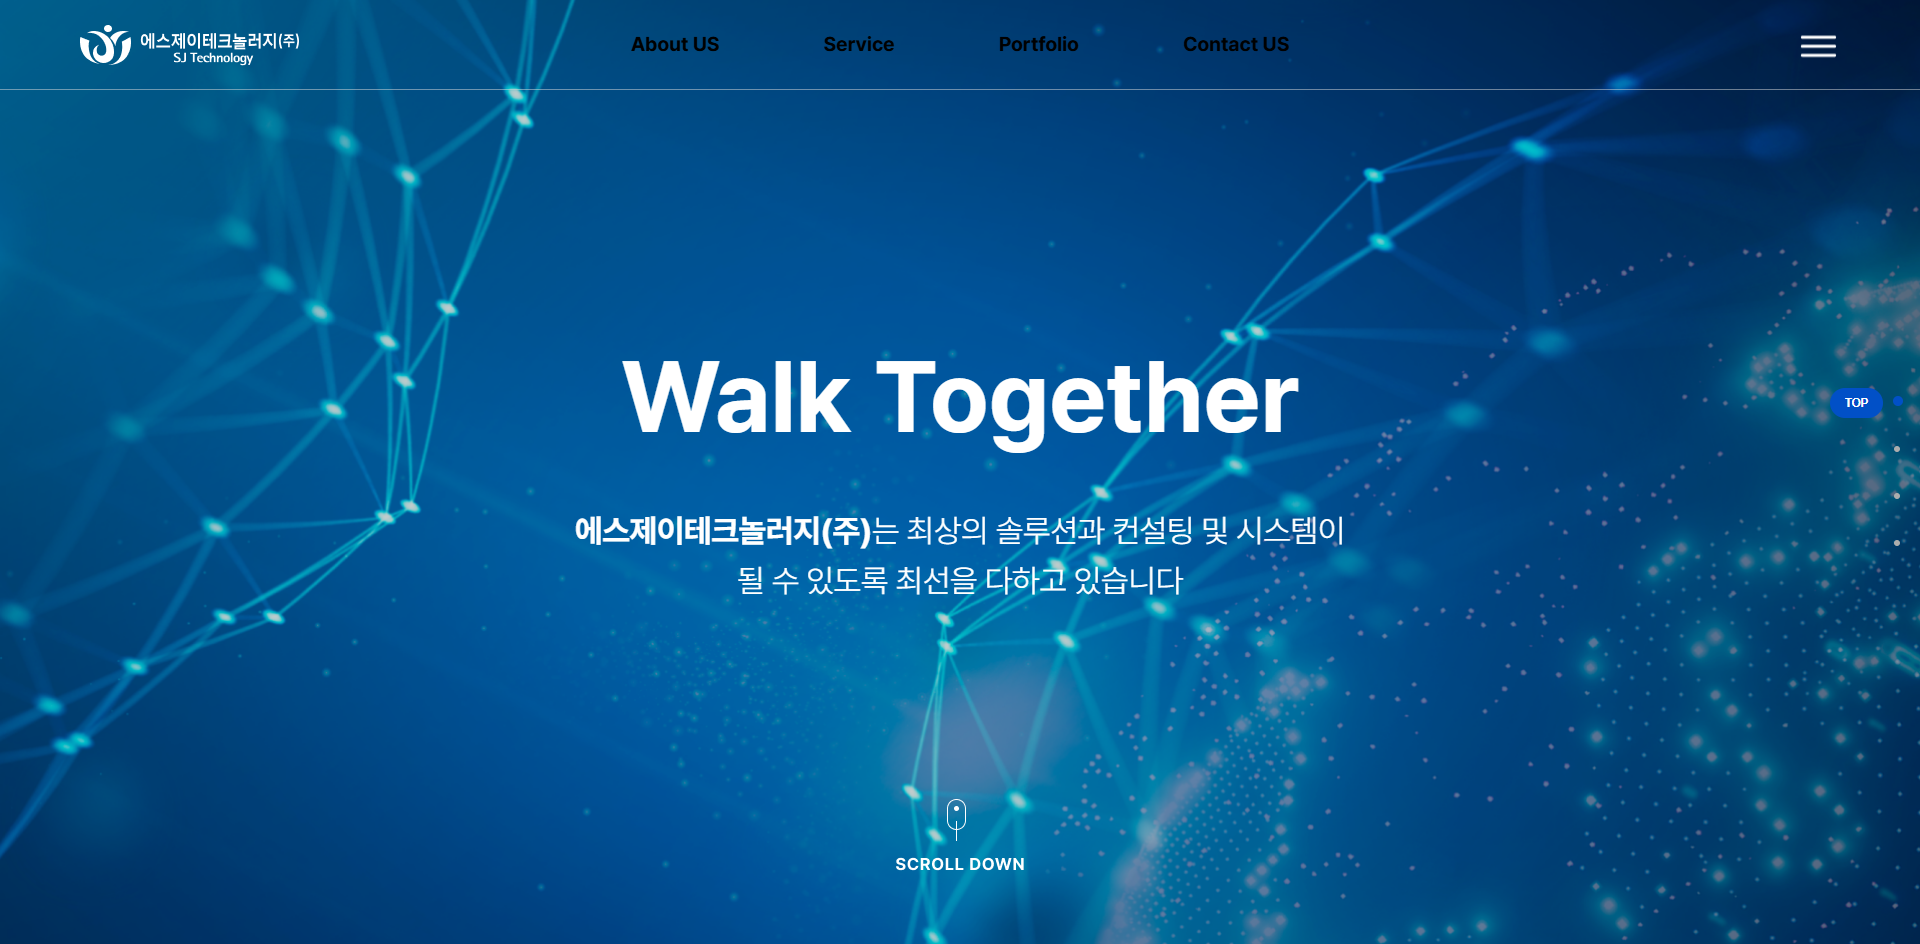 에스제이테크놀러지(주)
SJ Technology
About US
Service
Portfolio
Contact US
Walk Together
TOP
에스제이테크놀러지(주)는 최상의 솔루션과 컨설팅 및 시스템이
될 수 있도록 최선을 다하고 있습니다
SCROLL DOWN